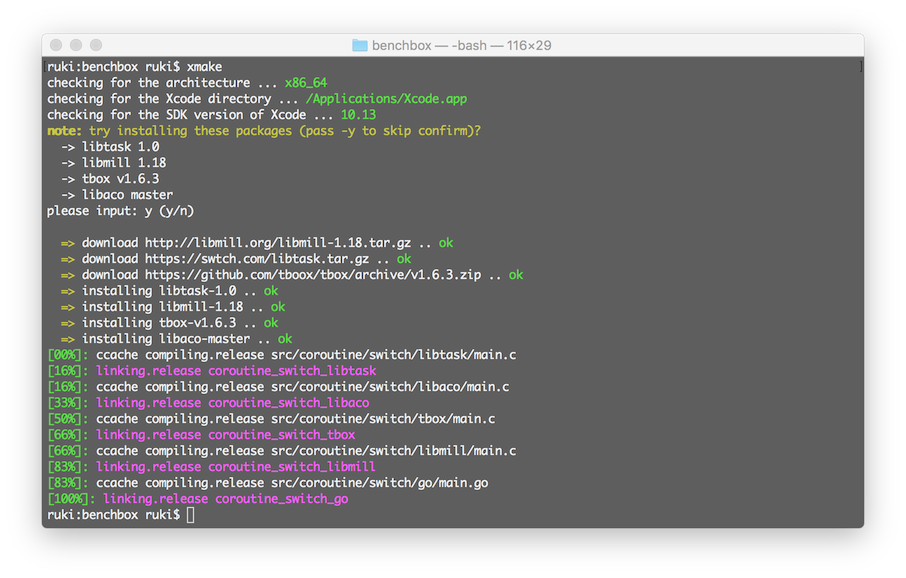 benchbox — -bash — 116×29
[ruki:benchbox ruki$ xmake ]
checking for the architecture ... x86_64
checking for the Xcode directory ... /Applications/Xcode.app
checking for the SDK version of Xcode ... 10.13
note: try installing these packages (pass -y to skip confirm)?
  -> libtask 1.0
  -> libmill 1.18
  -> tbox v1.6.3
  -> libaco master
please input: y (y/n)

  => download http://libmill.org/libmill-1.18.tar.gz .. ok
  => download https://swtch.com/libtask.tar.gz .. ok
  => download https://github.com/tboox/tbox/archive/v1.6.3.zip .. ok
  => installing libtask-1.0 .. ok
  => installing libmill-1.18 .. ok
  => installing tbox-v1.6.3 .. ok
  => installing libaco-master .. ok
[00%]: ccache compiling.release src/coroutine/switch/libtask/main.c
[16%]: linking.release coroutine_switch_libtask
[16%]: ccache compiling.release src/coroutine/switch/libaco/main.c
[33%]: linking.release coroutine_switch_libaco
[50%]: ccache compiling.release src/coroutine/switch/tbox/main.c
[66%]: linking.release coroutine_switch_tbox
[66%]: ccache compiling.release src/coroutine/switch/libmill/main.c
[83%]: linking.release coroutine_switch_libmill
[83%]: ccache compiling.release src/coroutine/switch/go/main.go
[100%]: linking.release coroutine_switch_go
ruki:benchbox ruki$